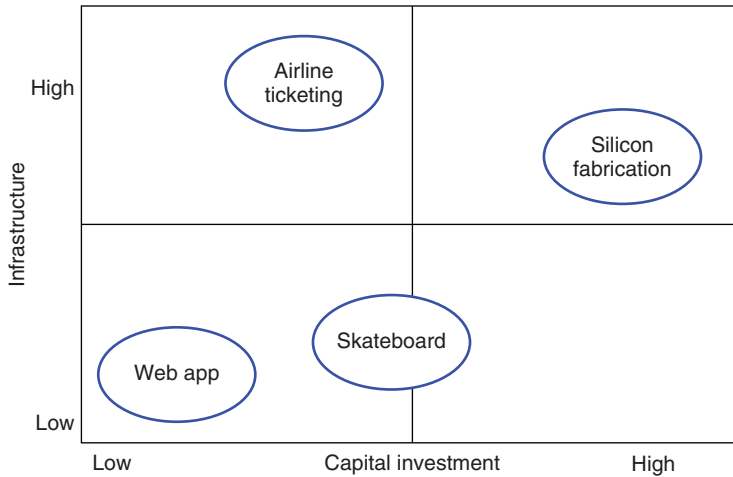 High
Airline
ticketing
Silicon
fabrication
Infrastructure
Skateboard
Web app
Low
Low
Capital investment
High